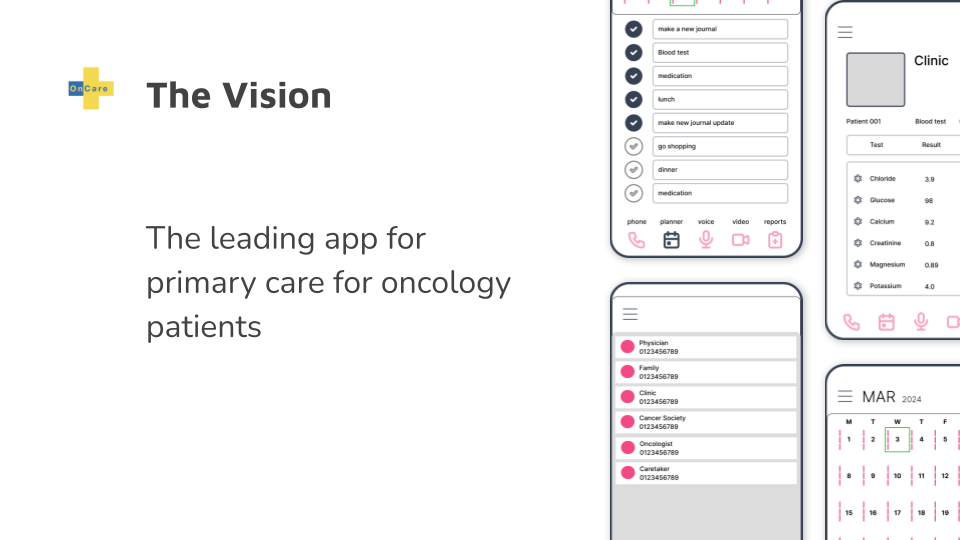 OnCare
The Vision
The leading app for
primary care for oncology
patients
make a new journal
Blood test
medication
lunch
make new journal update
go shopping
dinner
medication
phone planner voice video reports
Physician
0123456789
Family
0123456789
Clinic
0123456789
Cancer Society
0123456789
Oncologist
0123456789
Caretaker
0123456789
Clinic
Patient 001 Blood test
Test Result
Chloride 3.9
Glucose 98
Calcium 9.2
Creatinine 0.8
Magnesium 0.89
Potassium 4.0
MAR 2024
M T W T F
1 2 3 4 5
8 9 10 11 12
15 16 17 18 19